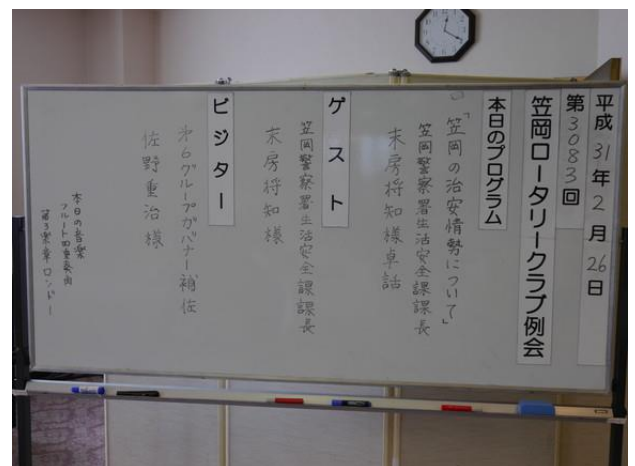 平成31年2月26日
第3083回
笠岡ロータリークラブ例会
本日のプログラム
「笠岡の治安情勢について」
笠岡警察署生活安全課課長
末房将知様卓話
ゲスト
笠岡警察署生活安全課課長
末房将知様
ビジター
第6グループガバナー補佐
佐野重治様
本日の音楽
フルート四重奏曲
第3楽章ロンドー